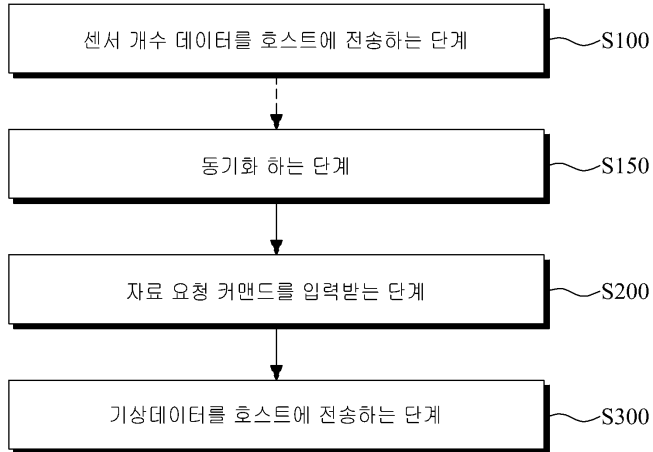 센서 개수 데이터를 호스트에 전송하는 단계 S100
동기화 하는 단계 S150
자료 요청 커맨드를 입력받는 단계 S200
기상데이터를 호스트에 전송하는 단계 S300